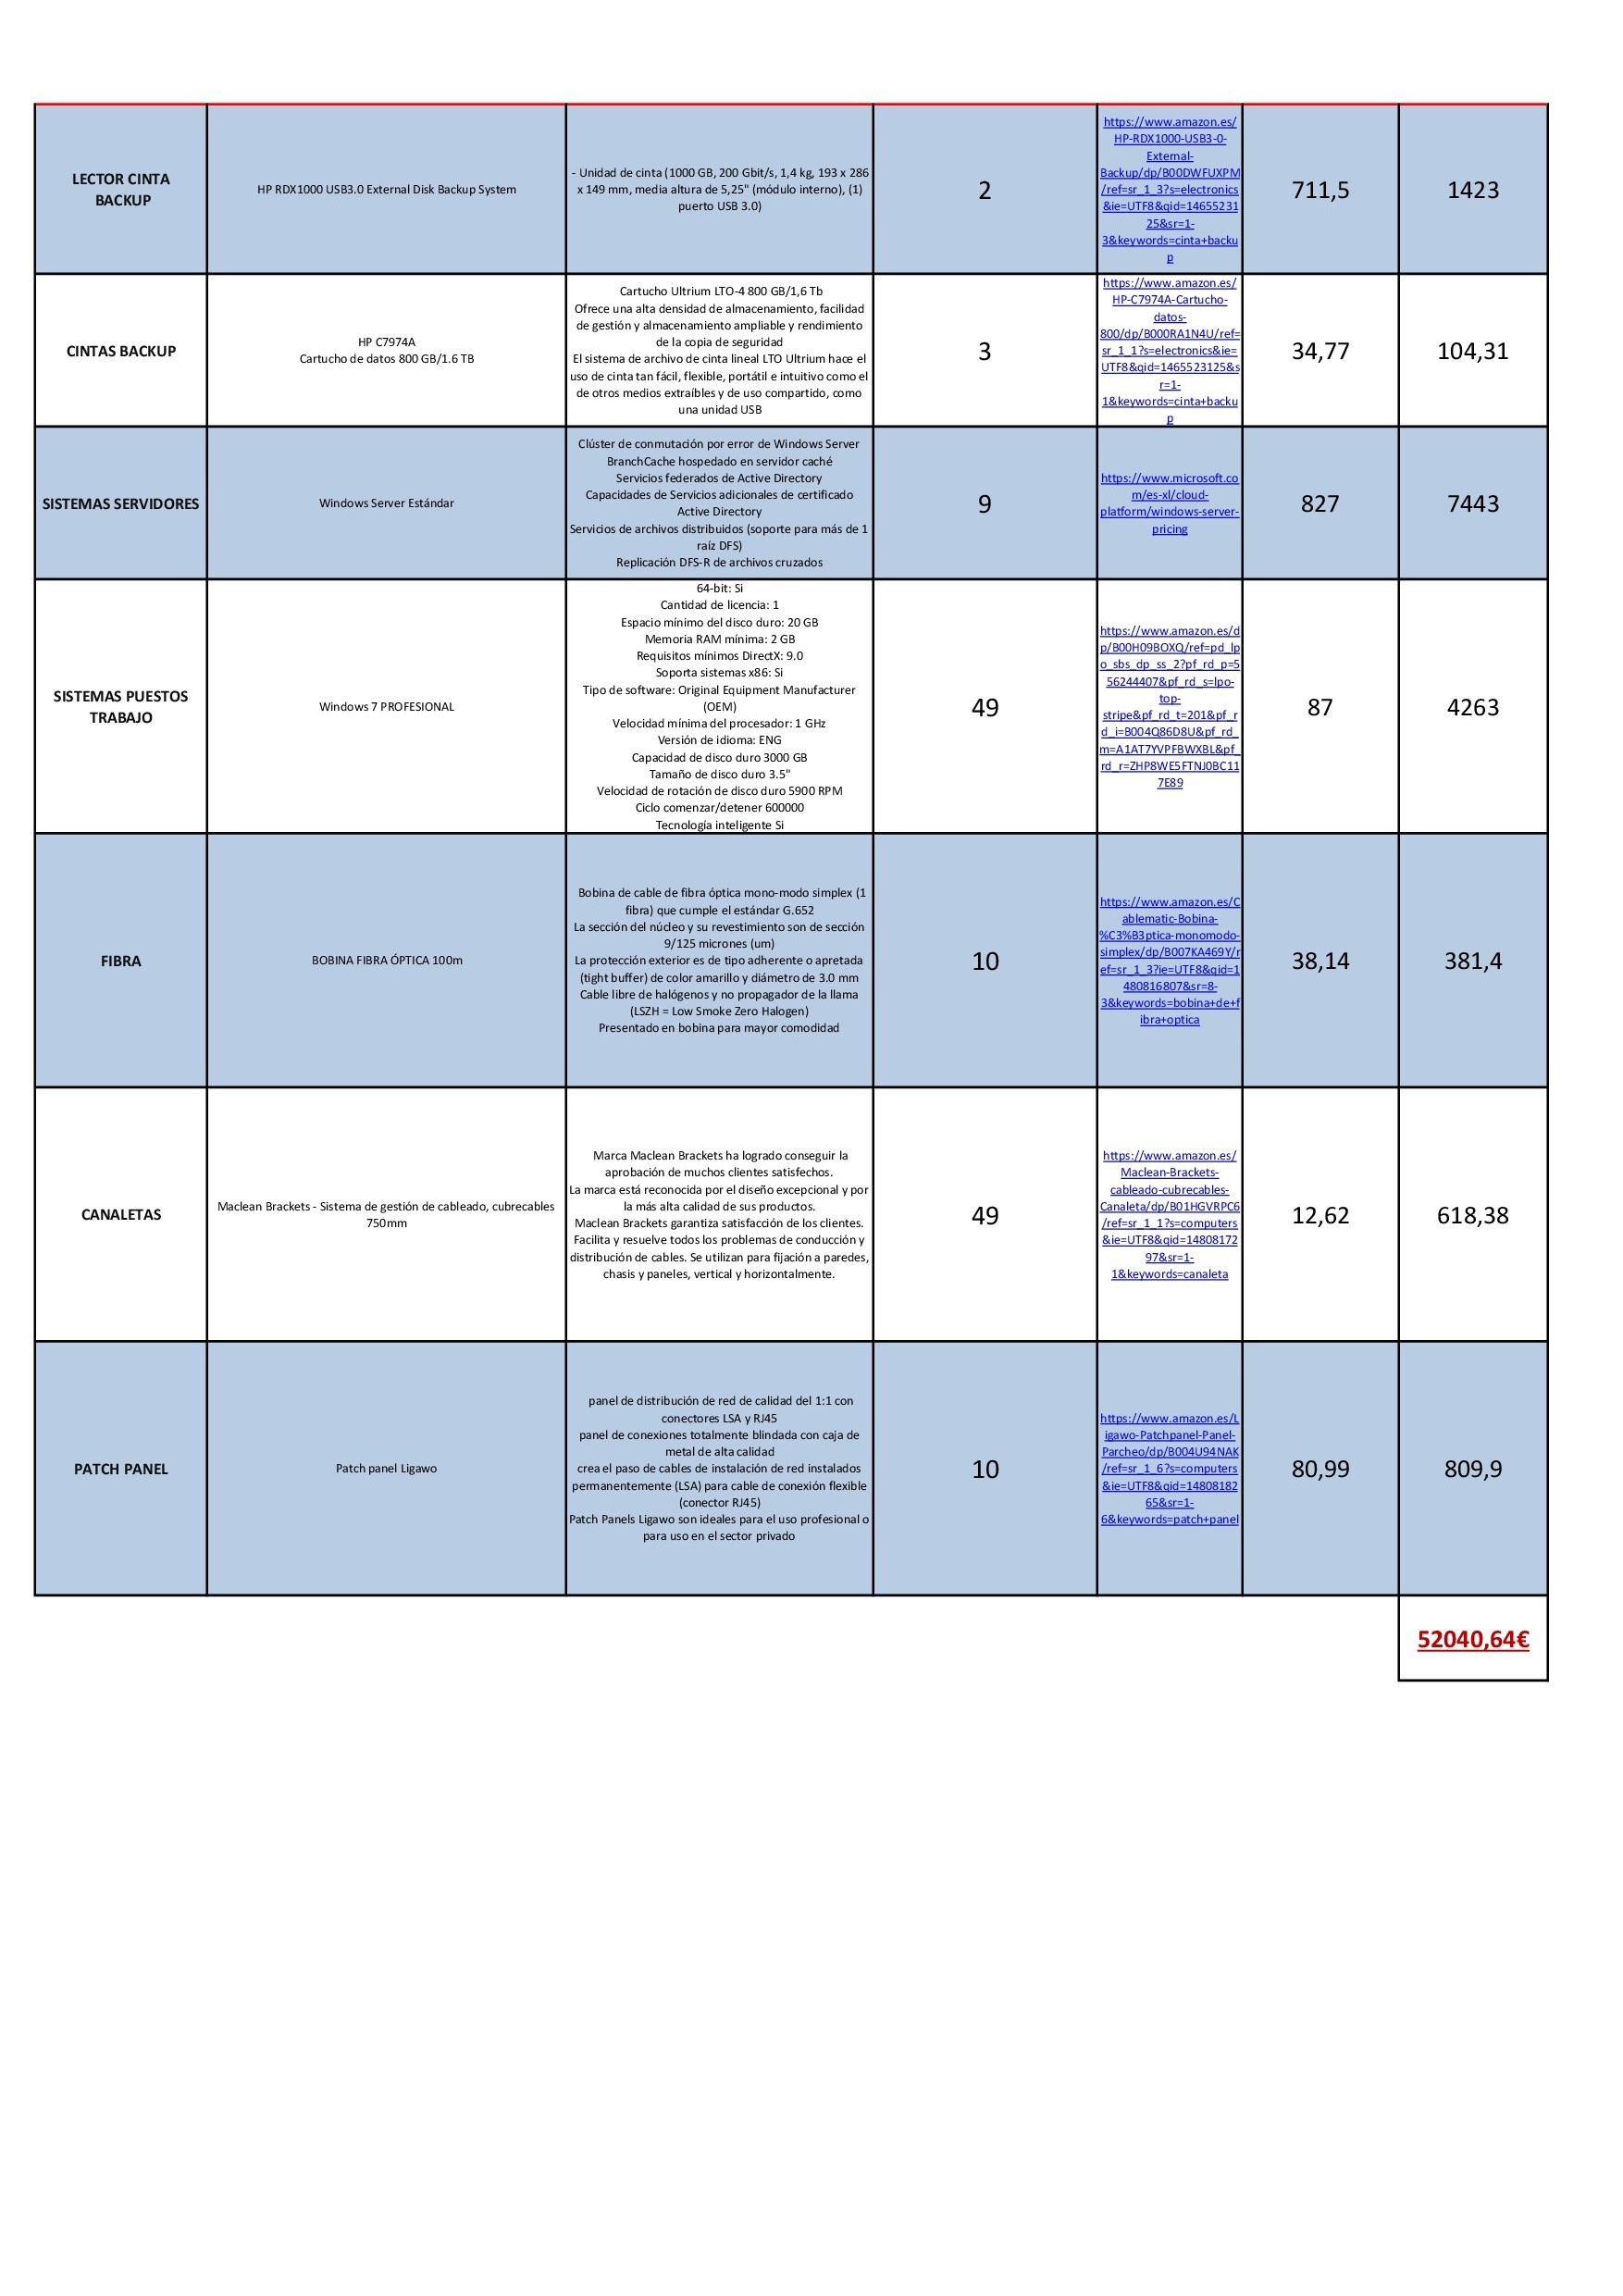 LECTOR CINTA
BACKUP
HP RDX1000 USB3.0 External Disk Backup System
- Unidad de cinta (1000 GB, 200 Gbit/s, 1,4 kg, 193 x 286
x 149 mm, media altura de 5,25" (módulo interno), (1)
puerto USB 3.0)
2
https://www.amazon.es/
HP-RDX1000-USB3-0-
External-
Backup/dp/B00DWFUXPM
/ref=sr_1_3?s=electronics
&ie=UTF8&qid=14655231
25&sr=1-
3&keywords=cinta+backu
p
711,5
1423
CINTAS BACKUP
HP C7974A
Cartucho de datos 800 GB/1.6 TB
Cartucho Ultrium LTO-4 800 GB/1,6 Tb
Ofrece una alta densidad de almacenamiento, facilidad
de gestión y almacenamiento ampliable y rendimiento
de la copia de seguridad
El sistema de archivo de cinta lineal LTO Ultrium hace el
uso de cinta tan fácil, flexible, portátil e intuitivo como el
de otros medios extraíbles y de uso compartido, como
una unidad USB
3
https://www.amazon.es/
HP-C7974A-Cartucho-
datos-
800/dp/B000RA1N4U/ref=
sr_1_1?s=electronics&ie=
UTF8&qid=1465523125&s
r=1-
1&keywords=cinta+backu
p
34,77
104,31
SISTEMAS SERVIDORES
Windows Server Estándar
Clúster de conmutación por error de Windows Server
BranchCache hospedado en servidor caché
Servicios federados de Active Directory
Capacidades de Servicios adicionales de certificado
Active Directory
Servicios de archivos distribuidos (soporte para más de 1
raíz DFS)
Replicación DFS-R de archivos cruzados
9
https://www.microsoft.co
m/es-xl/cloud-
platform/windows-server-
pricing
827
7443
SISTEMAS PUESTOS
TRABAJO
Windows 7 PROFESIONAL
64-bit: Si
Cantidad de licencia: 1
Espacio mínimo del disco duro: 20 GB
Memoria RAM mínima: 2 GB
Requisitos mínimos DirectX: 9.0
Soporta sistemas x86: Si
Tipo de software: Original Equipment Manufacturer
(OEM)
Velocidad mínima del procesador: 1 GHz
Versión de idioma: ENG
Capacidad de disco duro 3000 GB
Tamaño de disco duro 3.5"
Velocidad de rotación de disco duro 5900 RPM
Ciclo comenzar/detener 600000
Tecnología inteligente Si
49
https://www.amazon.es/d
p/B00H09BOXQ/ref=pd_lp
o_sbs_dp_ss_2?pf_rd_p=5
56244407&pf_rd_s=lpo-
top-
stripe&pf_rd_t=201&pf_r
d_i=B004Q86D8U&pf_rd_
m=A1AT7YVPFBWXBL&pf_
rd_r=ZHP8WE5FTNJ0BC11
7E89
87
4263
FIBRA
BOBINA FIBRA ÓPTICA 100m
Bobina de cable de fibra óptica mono-modo simplex (1
fibra) que cumple el estándar G.652
La sección del núcleo y su revestimiento son de sección
9/125 micrones (um)
La protección exterior es de tipo adherente o apretada
(tight buffer) de color amarillo y diámetro de 3.0 mm
Cable libre de halógenos y no propagador de la llama
(LSZH = Low Smoke Zero Halogen)
Presentado en bobina para mayor comodidad
10
https://www.amazon.es/C
ablematic-Bobina-
%C3%B3ptica-monomodo-
simplex/dp/B007KA469Y/r
ef=sr_1_3?ie=UTF8&qid=1
480816807&sr=8-
3&keywords=bobina+de+f
ibra+optica
38,14
381,4
CANALETAS
Maclean Brackets - Sistema de gestión de cableado, cubrecables
750mm
Marca Maclean Brackets ha logrado conseguir la
aprobación de muchos clientes satisfechos.
La marca está reconocida por el diseño excepcional y por
la más alta calidad de sus productos.
Maclean Brackets garantiza satisfacción de los clientes.
Facilita y resuelve todos los problemas de conducción y
distribución de cables. Se utilizan para fijación a paredes,
chasis y paneles, vertical y horizontalmente.
49
https://www.amazon.es/
Maclean-Brackets-
cableado-cubrecables-
Canaleta/dp/B01HGVRPC6
/ref=sr_1_1?s=computers
&ie=UTF8&qid=14808172
97&sr=1-
1&keywords=canaleta
12,62
618,38
PATCH PANEL
Patch panel Ligawo
panel de distribución de red de calidad del 1:1 con
conectores LSA y RJ45
panel de conexiones totalmente blindada con caja de
metal de alta calidad
crea el paso de cables de instalación de red instalados
permanentemente (LSA) para cable de conexión flexible
(conector RJ45)
Patch Panels Ligawo son ideales para el uso profesional o
para uso en el sector privado
10
https://www.amazon.es/L
igawo-Patchpanel-Panel-
Parcheo/dp/B004U94NAK
/ref=sr_1_6?s=computers
&ie=UTF8&qid=14808182
65&sr=1-
6&keywords=patch+panel
80,99
809,9
52040,64€